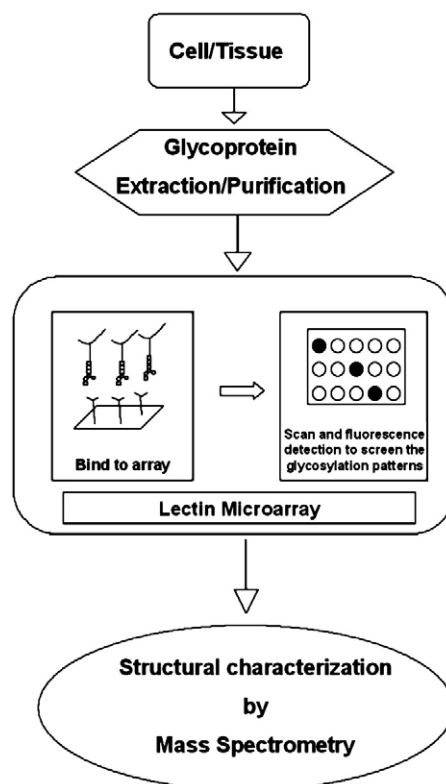 Cell/Tissue
Glycoprotein
Extraction/Purification
Bind to array
Scan and fluorescence
detection to screen the
glycosylation patterns
Lectin Microarray
Structural characterization
by
Mass Spectrometry